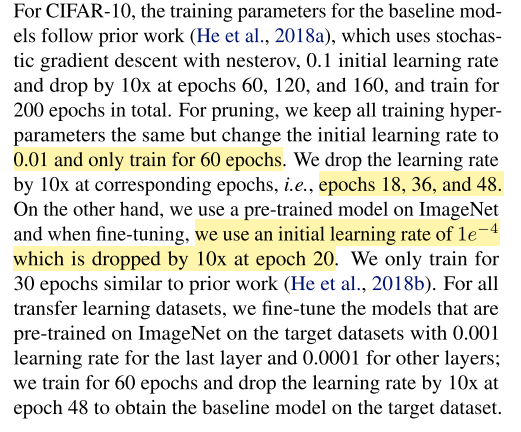 For CIFAR-10, the training parameters for the baseline mod-
els follow prior work (He et al., 2018a), which uses stochas-
tic gradient descent with nesterov, 0.1 initial learning rate
and drop by 10x at epochs 60, 120, and 160, and train for
200 epochs in total. For pruning, we keep all training hyper-
parameters the same but change the initial learning rate to
0.01 and only train for 60 epochs. We drop the learning rate
by 10x at corresponding epochs, i.e., epochs 18, 36, and 48.
On the other hand, we use a pre-trained model on ImageNet
and when fine-tuning, we use an initial learning rate of 1e⁻⁴
which is dropped by 10x at epoch 20. We only train for
30 epochs similar to prior work (He et al., 2018b). For all
transfer learning datasets, we fine-tune the models that are
pre-trained on ImageNet on the target datasets with 0.001
learning rate for the last layer and 0.0001 for other layers;
we train for 60 epochs and drop the learning rate by 10x at
epoch 48 to obtain the baseline model on the target dataset.